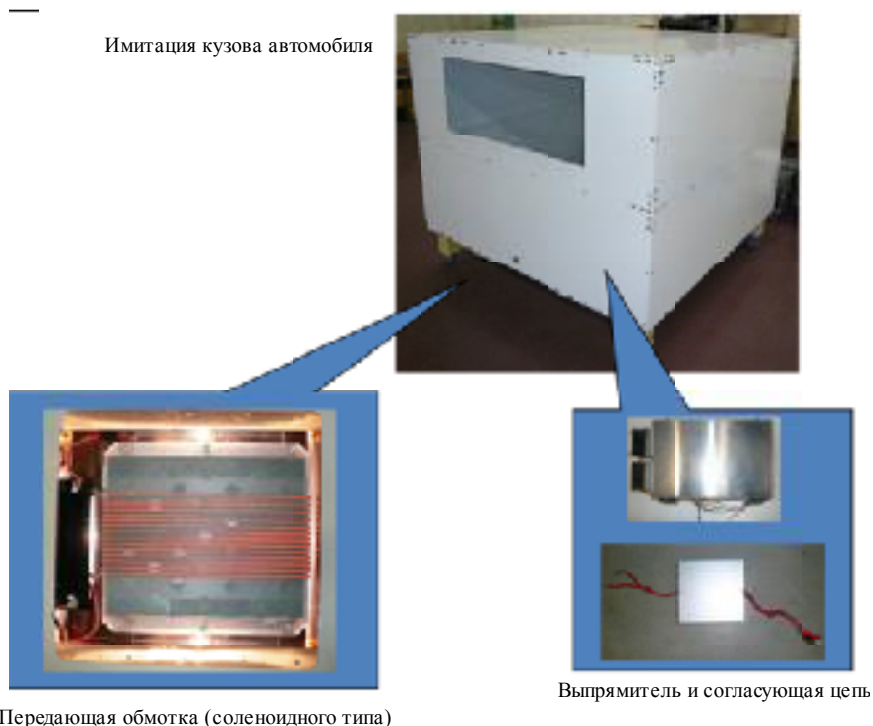 Имитация кузова автомобиля
Выпрямитель и согласующая цепь
Передающая обмотка (соленоидного типа)